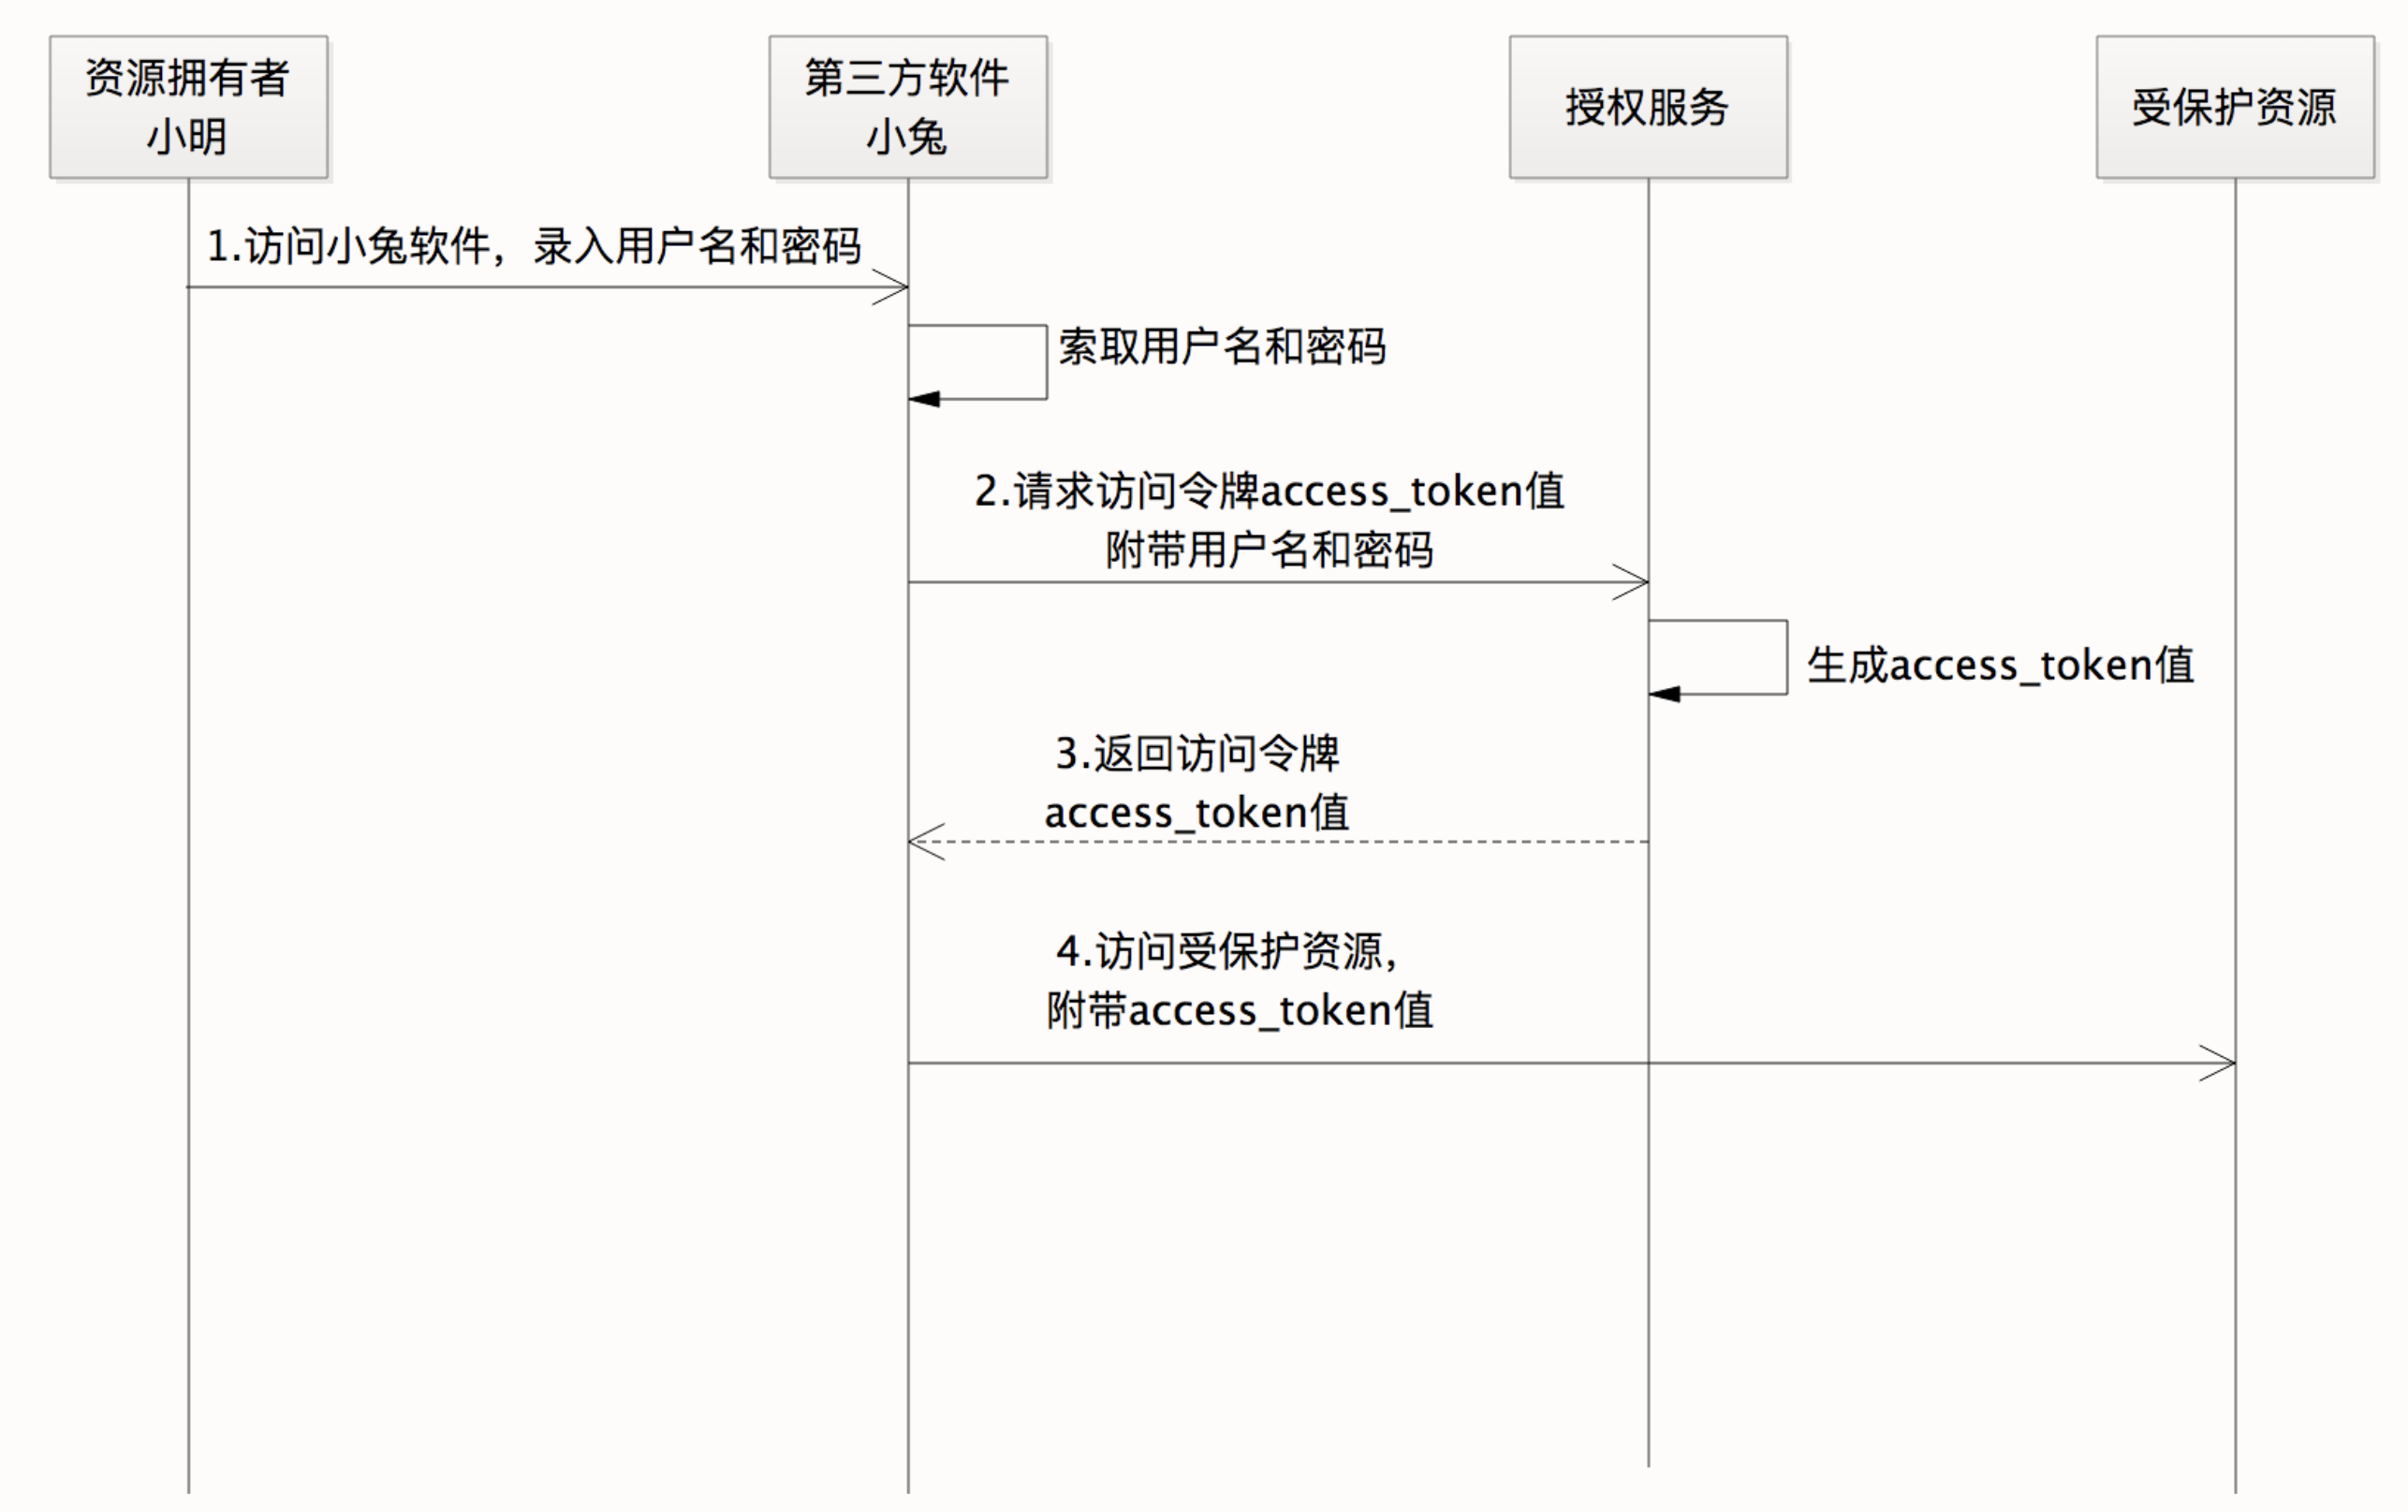 资源拥有者
小明
第三方软件
小兔
授权服务
受保护资源
1.访问小兔软件，录入用户名和密码
索取用户名和密码
2.请求访问令牌access_token值
附带用户名和密码
生成access_token值
3.返回访问令牌
access_token值
4.访问受保护资源，
附带access_token值